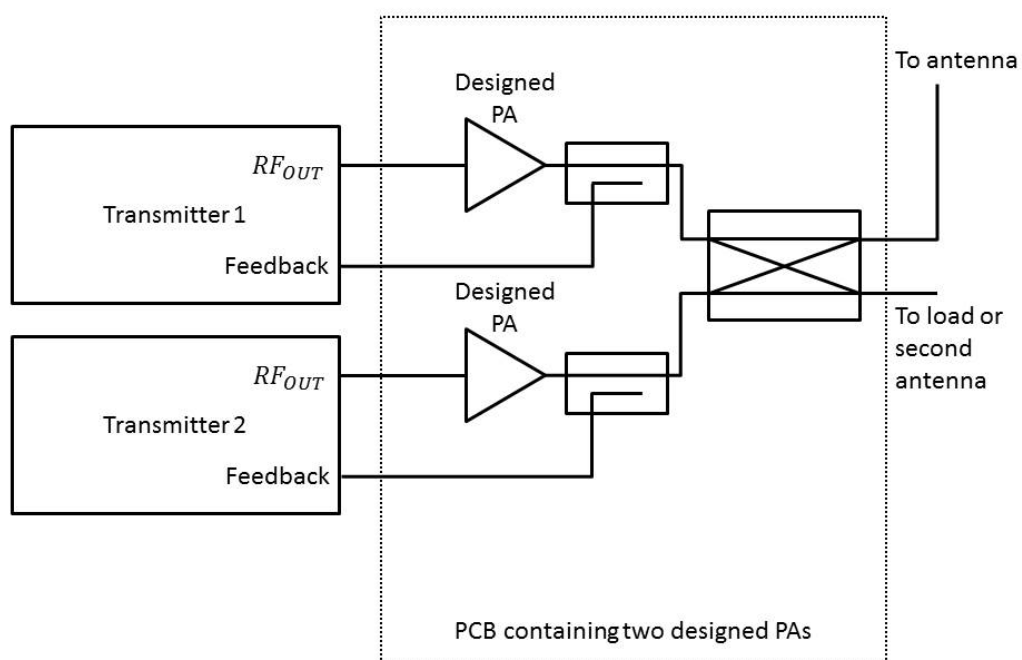 To antenna
Designed
PA
RF_OUT
Transmitter 1
Feedback
Designed
PA
To load or
second
antenna
RF_OUT
Transmitter 2
Feedback
PCB containing two designed PAs